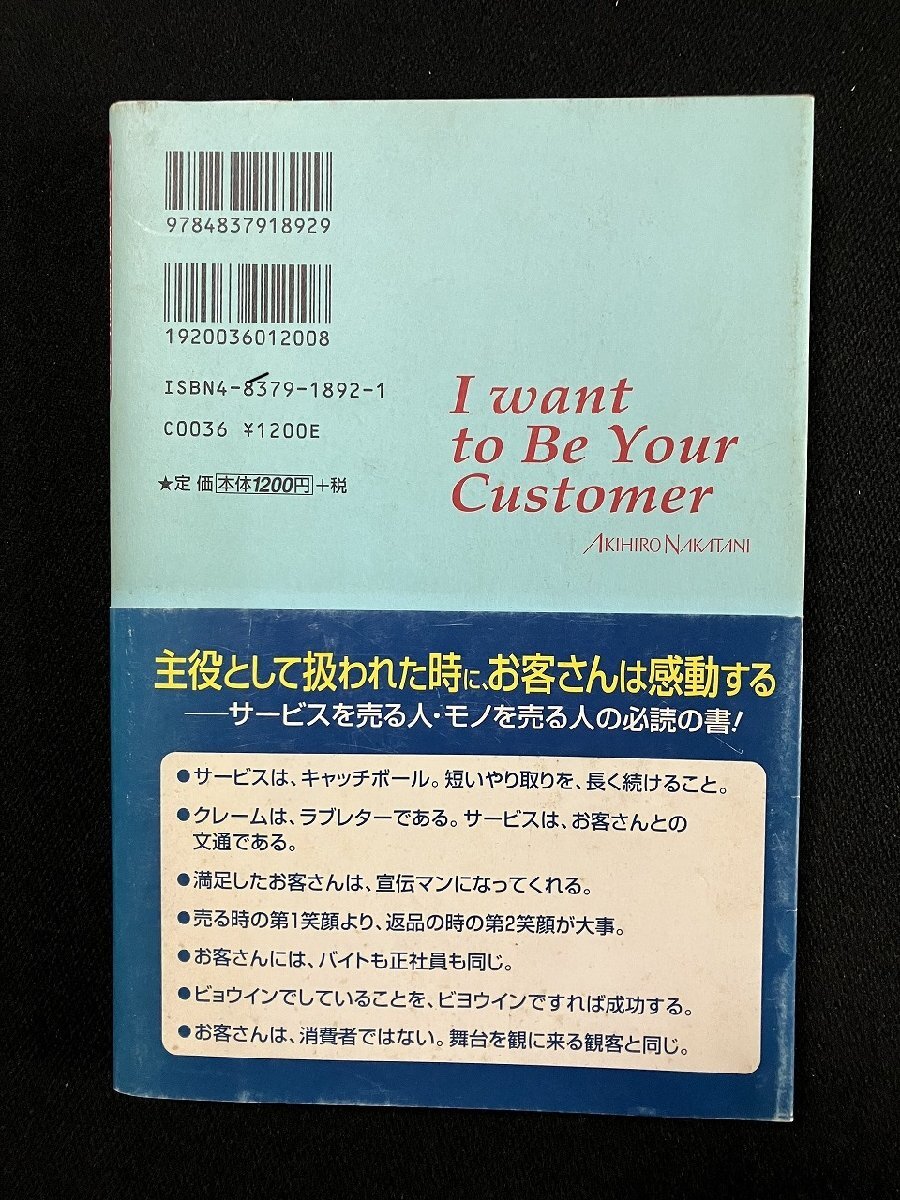 9784837918929
1920036012008
ISBN4-8379-1892-1
C0036 ¥1200E
★定価 本体1200円 +税
I want
to Be Your
Customer
AKIHIRO NAKATANI
主役として扱われた時に、お客さんは感動する
──サービスを売る人・モノを売る人の必読の書!
●サービスは、キャッチボール。短いやり取りを、長く続けること。
●クレームは、ラブレターである。サービスは、お客さんとの
文通である。
●満足したお客さんは、宣伝マンになってくれる。
●売る時の第1笑顔より、返品の時の第2笑顔が大事。
●お客さんには、バイトも正社員も同じ。
●ビョウインでしていることを、ビヨウインですれば成功する。
●お客さんは、消費者ではない。舞台を観に来る観客と同じ。